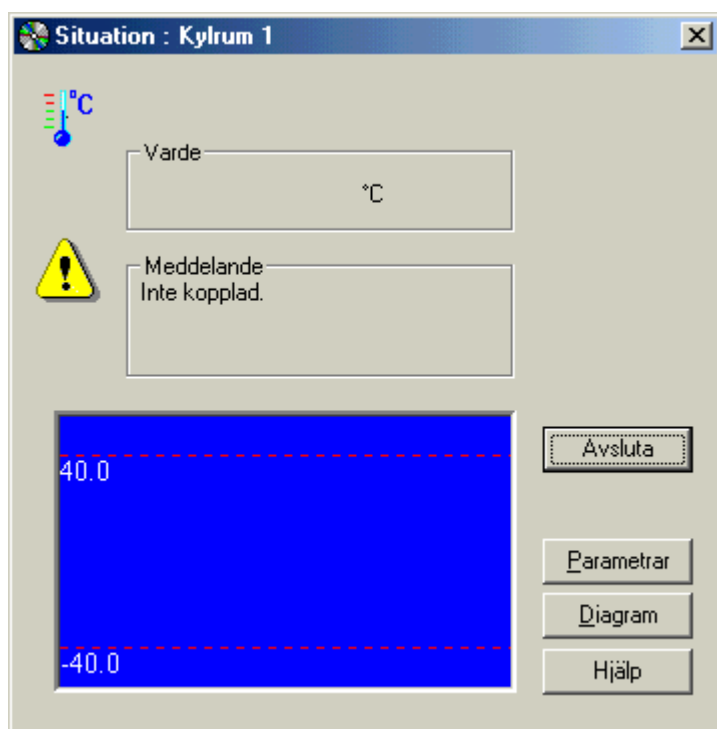 Situation : Kylrum 1
°C
Varde
°C
Meddelande
Inte kopplad.
40.0
-40.0
Avsluta
Parametrar
Diagram
Hjälp